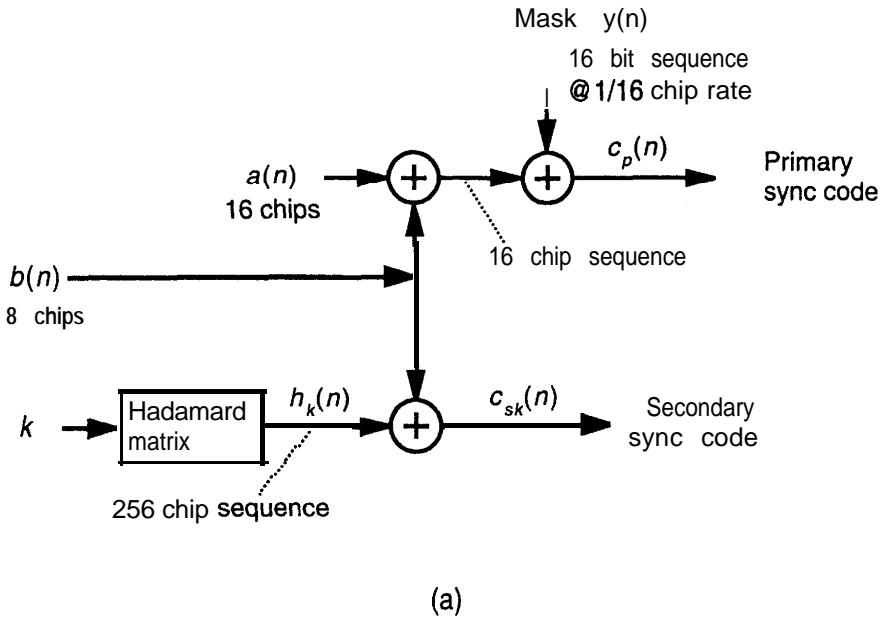 Mask y(n)
16 bit sequence
@ 1/16 chip rate
a(n)
16 chips
+
+
c_p(n)
Primary
sync code
16 chip sequence
b(n)
8 chips
k
Hadamard
matrix
h_k(n)
+
c_sk(n)
Secondary
sync code
256 chip sequence
(a)